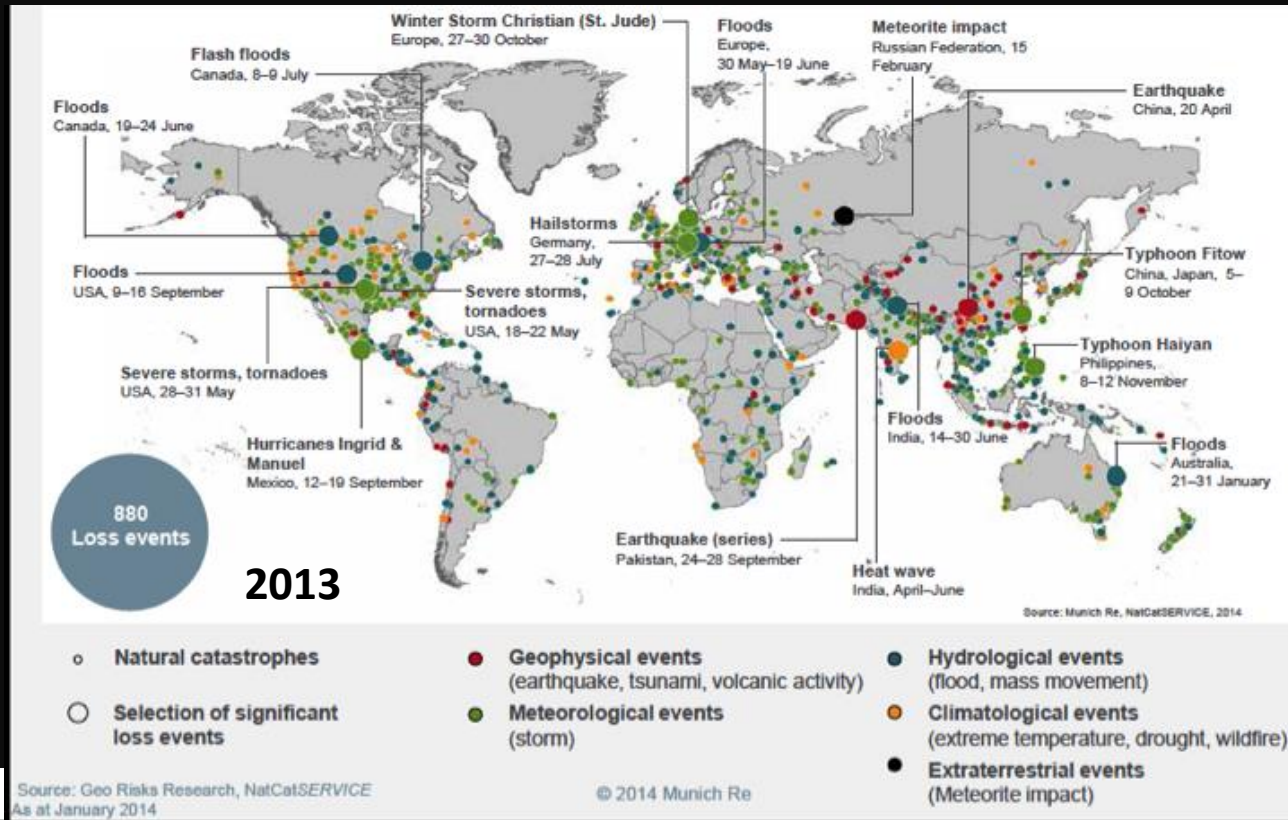 Winter Storm Christian (St. Jude)
Europe, 27–30 October
Floods
Europe,
30 May–19 June
Meteorite impact
Russian Federation, 15
February
Flash floods
Canada, 8–9 July
Earthquake
China, 20 April
Floods
Canada, 19–24 June
Hailstorms
Germany,
27–28 July
Typhoon Fitow
China, Japan, 5–
9 October
Floods
USA, 9–16 September
Severe storms,
tornadoes
USA, 18–22 May
Typhoon Haiyan
Philippines,
8–12 November
Severe storms, tornadoes
USA, 28–31 May
Floods
India, 14–30 June
Hurricanes Ingrid &
Manuel
Mexico, 12–19 September
Floods
Australia,
21–31 January
880
Loss events
Earthquake (series)
Pakistan, 24–28 September
2013
Heat wave
India, April–June
Source: Munich Re, NatCatSERVICE, 2014
Natural catastrophes
Selection of significant
loss events
Geophysical events
(earthquake, tsunami, volcanic activity)
Meteorological events
(storm)
Hydrological events
(flood, mass movement)
Climatological events
(extreme temperature, drought, wildfire)
Extraterrestrial events
(Meteorite impact)
Source: Geo Risks Research, NatCatSERVICE
As at January 2014
© 2014 Munich Re